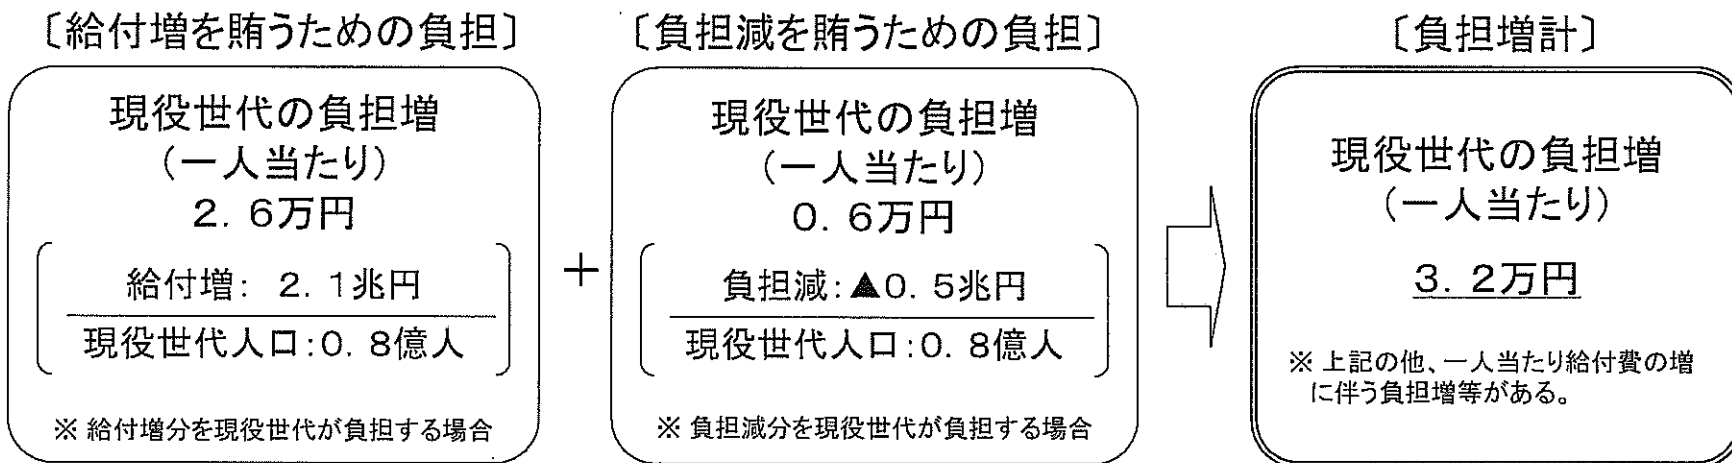 〔給付増を賄うための負担〕
現役世代の負担増
(一人当たり)
2．6万円
給付増： 2．1兆円
現役世代人口:0．8億人
※ 給付増分を現役世代が負担する場合
＋
〔負担減を賄うための負担〕
現役世代の負担増
(一人当たり)
0．6万円
負担減:▲0．5兆円
現役世代人口:0．8億人
※ 負担減分を現役世代が負担する場合
〔負担増計〕
現役世代の負担増
(一人当たり)
3．2万円
※ 上記の他、一人当たり給付費の増
に伴う負担増等がある。